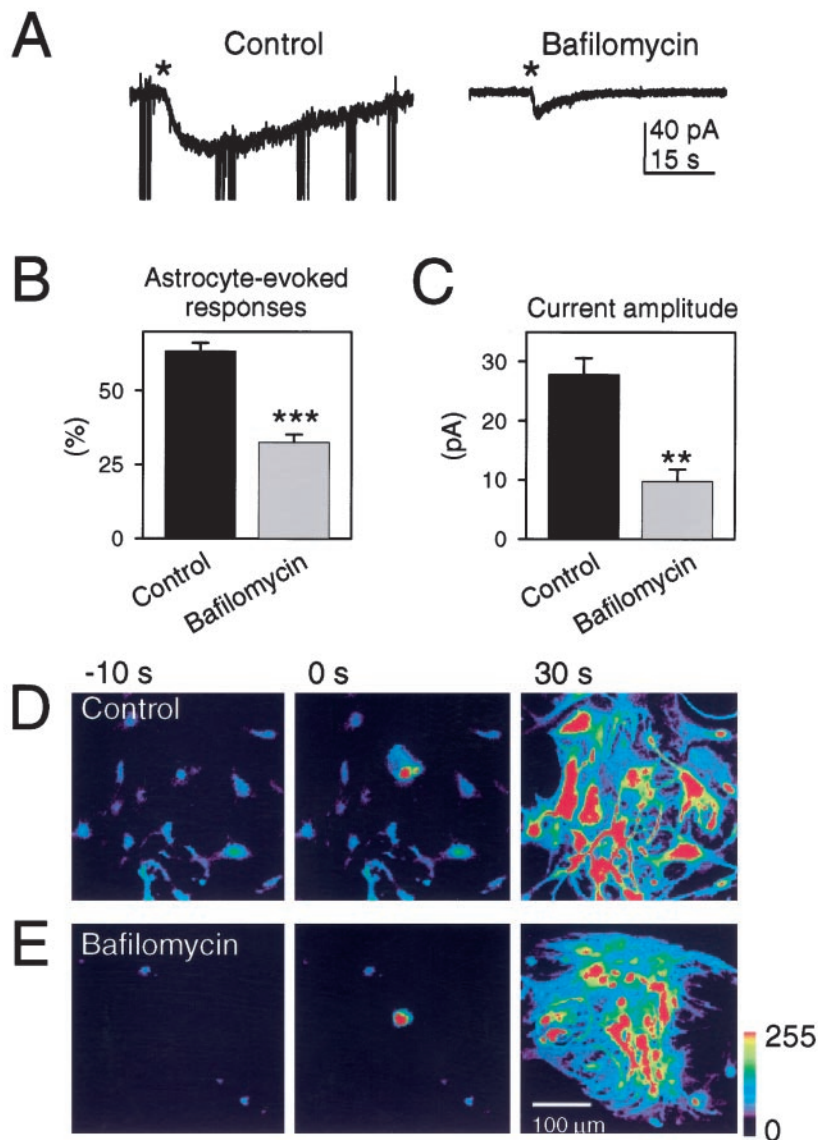 A
Control
Bafilomycin
*
*
40 pA
15 s
B
Astrocyte-evoked
responses
(%)
50
25
0
***
Control
Bafilomycin
C
Current amplitude
(pA)
30
20
10
0
**
Control
Bafilomycin
-10 s
0 s
30 s
D
Control
E
Bafilomycin
100 μm
255
0